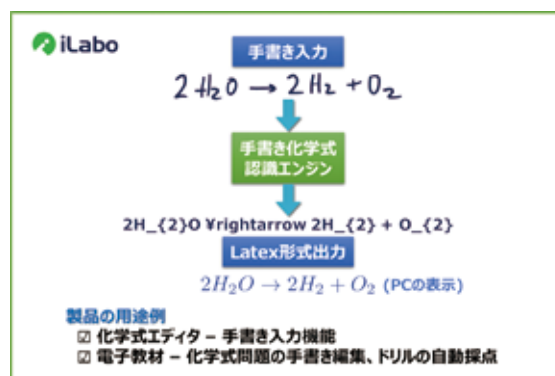 iLabo
手書き入力
2H₂O → 2H₂ + O₂
手書き化学式
認識エンジン
2H_{2}O ¥rightarrow 2H_{2} + O_{2}
Latex形式出力
2H₂O → 2H₂ + O₂ (PCの表示)
製品の用途例
☑ 化学式エディター – 手書き入力機能
☑ 電子教材 – 化学式問題の手書き編集、ドリルの自動採点